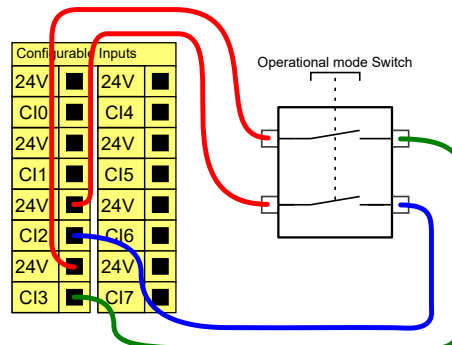 Configurable Inputs
Operational mode Switch
24V 24V
CI0 CI4
24V 24V
CI1 CI5
24V 24V
CI2 CI6
24V 24V
CI3 CI7